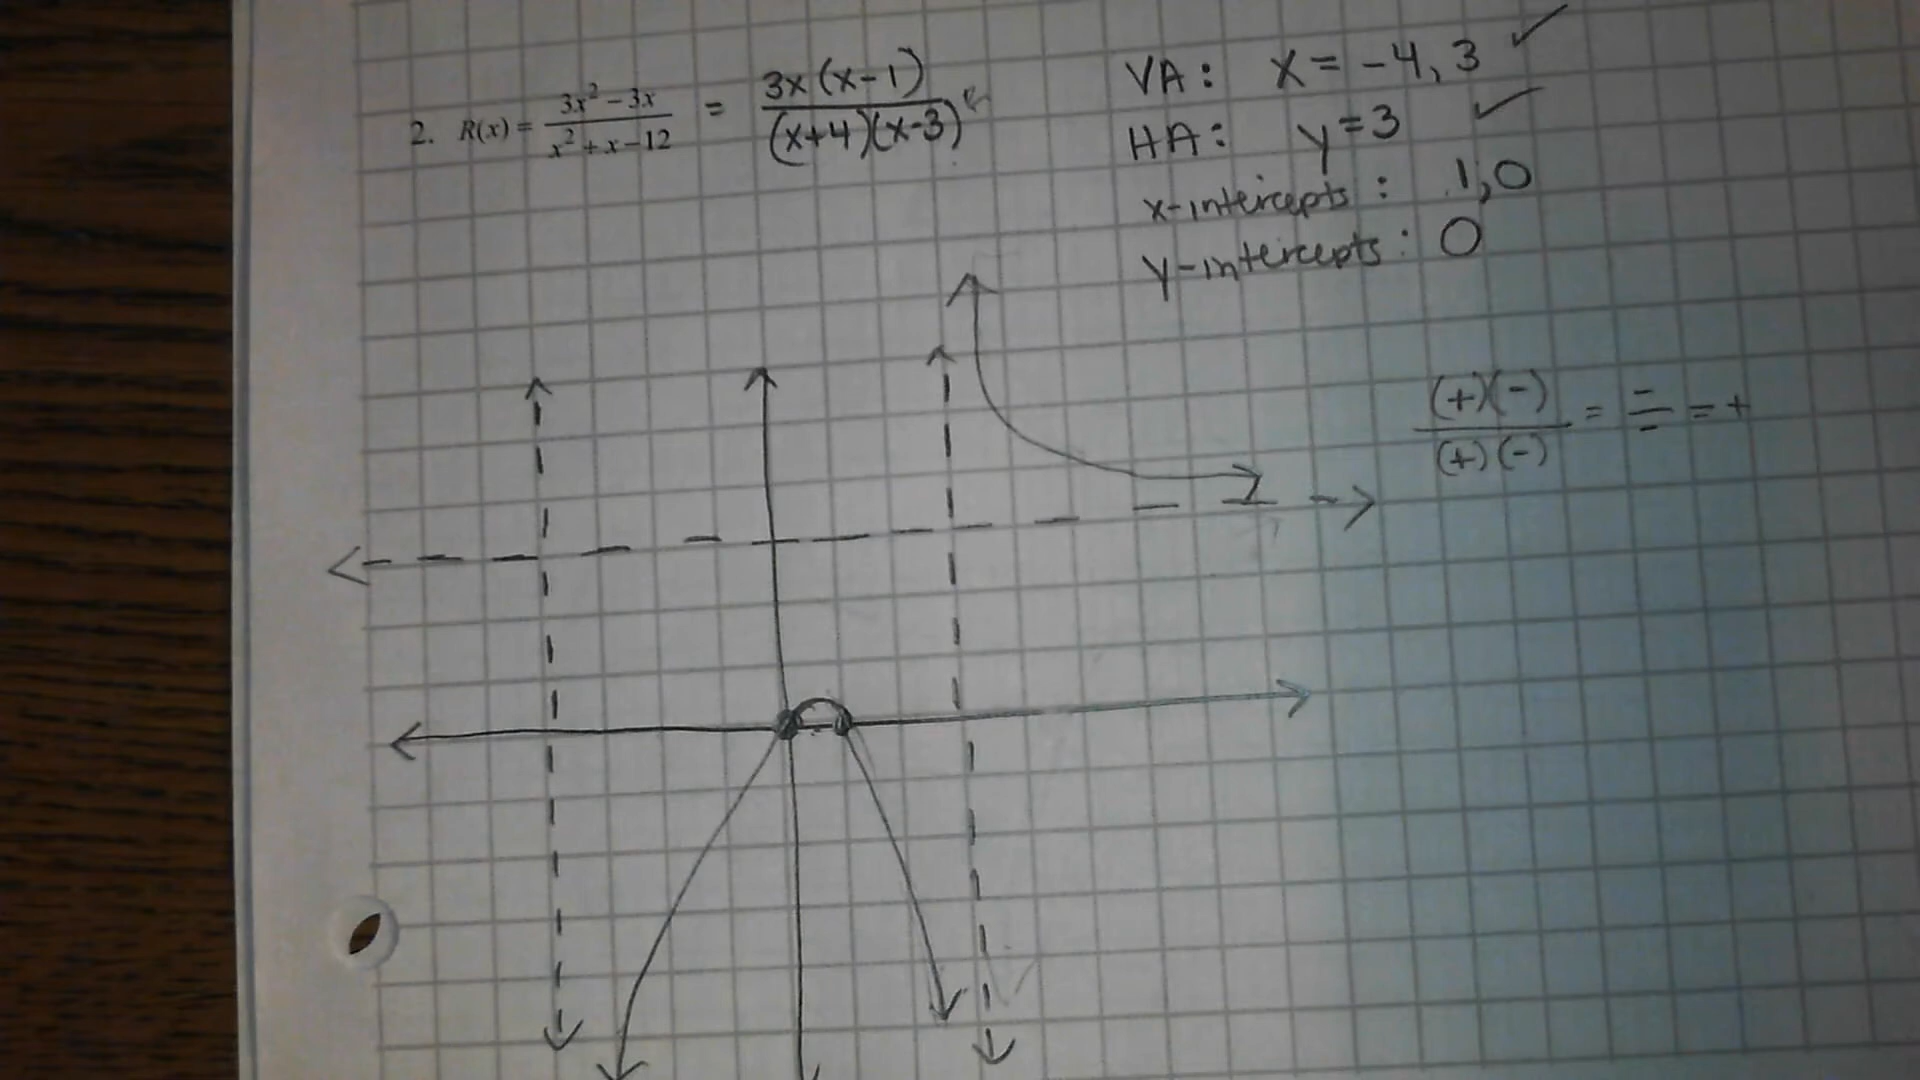 2. R(x) = (3x² − 3x)/(x² + x − 12) = 3x(x−1)/((x+4)(x−3))
VA: x = −4, 3 ✓
HA: y = 3 ✓
x-intercepts: 1, 0
y-intercepts: 0
(+)(−)/((+)(−)) = −/− = +